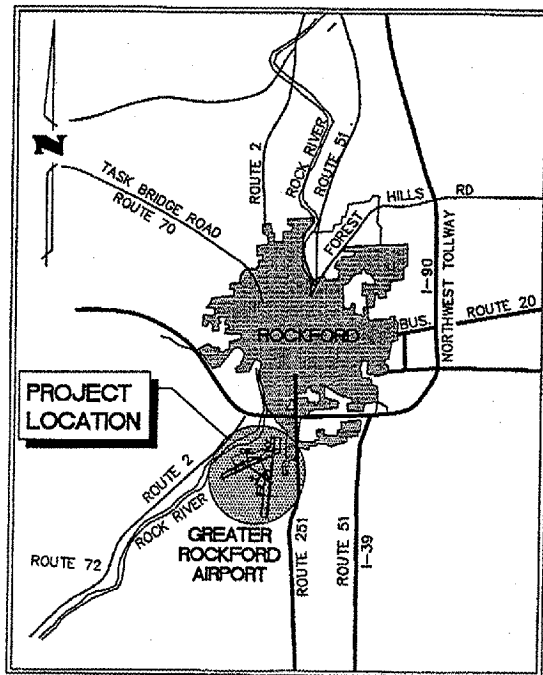 N
TASK BRIDGE ROAD
ROUTE 70
ROUTE 2
ROCK RIVER
ROUTE 51
FOREST HILLS RD
I-90
NORTHWEST TOLLWAY
BUS. ROUTE 20
ROCKFORD
PROJECT
LOCATION
ROUTE 2
ROCK RIVER
ROUTE 72
GREATER
ROCKFORD
AIRPORT
ROUTE 251
ROUTE 51
I-39